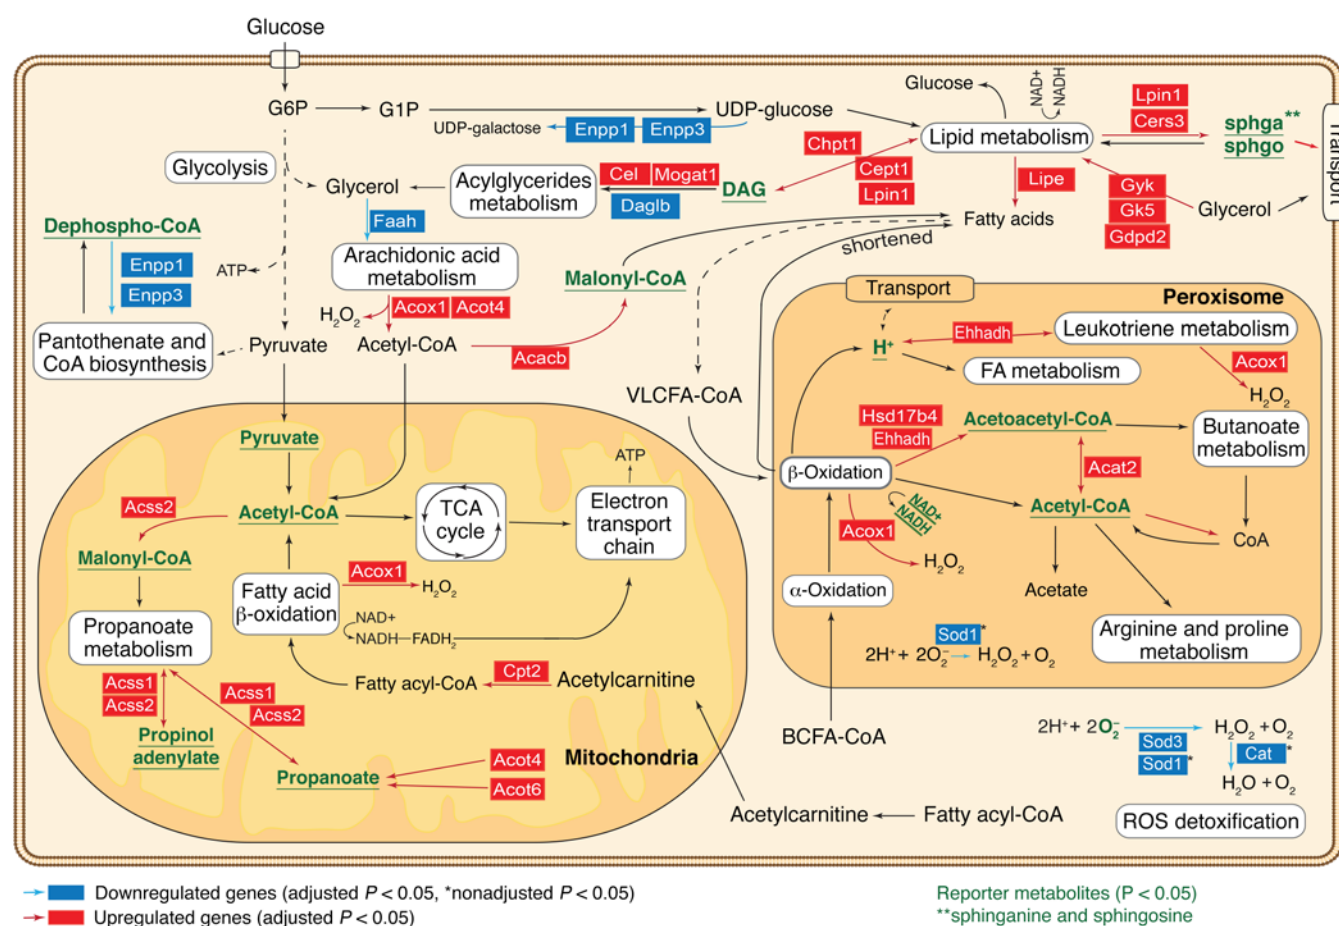 Glucose
G6P
G1P
UDP-glucose
UDP-galactose
Enpp1
Enpp3
Glucose
NAD+
NADH
Lipid metabolism
Lpin1
Cers3
sphga**
sphgo
Transport
Glycolysis
Glycerol
Acylglycerides
metabolism
Cel
Mogat1
Daglb
DAG
Chpt1
Cept1
Lpin1
Lipe
Fatty acids
Gyk
Gk5
Gdpd2
Glycerol
Dephospho-CoA
Enpp1
Enpp3
ATP
Faah
Arachidonic acid
metabolism
H₂O₂
Acox1
Acot4
Malonyl-CoA
shortened
Pantothenate and
CoA biosynthesis
Pyruvate
Acetyl-CoA
Acacb
VLCFA-CoA
Transport
Peroxisome
H⁺
Ehhadh
Leukotriene metabolism
FA metabolism
Acox1
H₂O₂
Hsd17b4
Ehhadh
Acetoacetyl-CoA
Butanoate
metabolism
β-Oxidation
NAD+
NADH
Acat2
Acetyl-CoA
CoA
Acox1
H₂O₂
α-Oxidation
Acetate
Arginine and proline
metabolism
Sod1*
2H⁺+ 2O₂⁻
H₂O₂ + O₂
Pyruvate
Acss2
Acetyl-CoA
TCA
cycle
ATP
Electron
transport
chain
Malonyl-CoA
Fatty acid
β-oxidation
Acox1
H₂O₂
NAD+
NADH
FADH₂
Propanoate
metabolism
Acss1
Acss2
Acss1
Acss2
Fatty acyl-CoA
Cpt2
Acetylcarnitine
Propinol
adenylate
Propanoate
Acot4
Acot6
Mitochondria
BCFA-CoA
Acetylcarnitine
Fatty acyl-CoA
2H⁺+ 2O₂⁻
H₂O₂ + O₂
Sod3
Sod1*
Cat*
H₂O + O₂
ROS detoxification
Downregulated genes (adjusted P < 0.05, *nonadjusted P < 0.05)
Upregulated genes (adjusted P < 0.05)
Reporter metabolites (P < 0.05)
**sphinganine and sphingosine